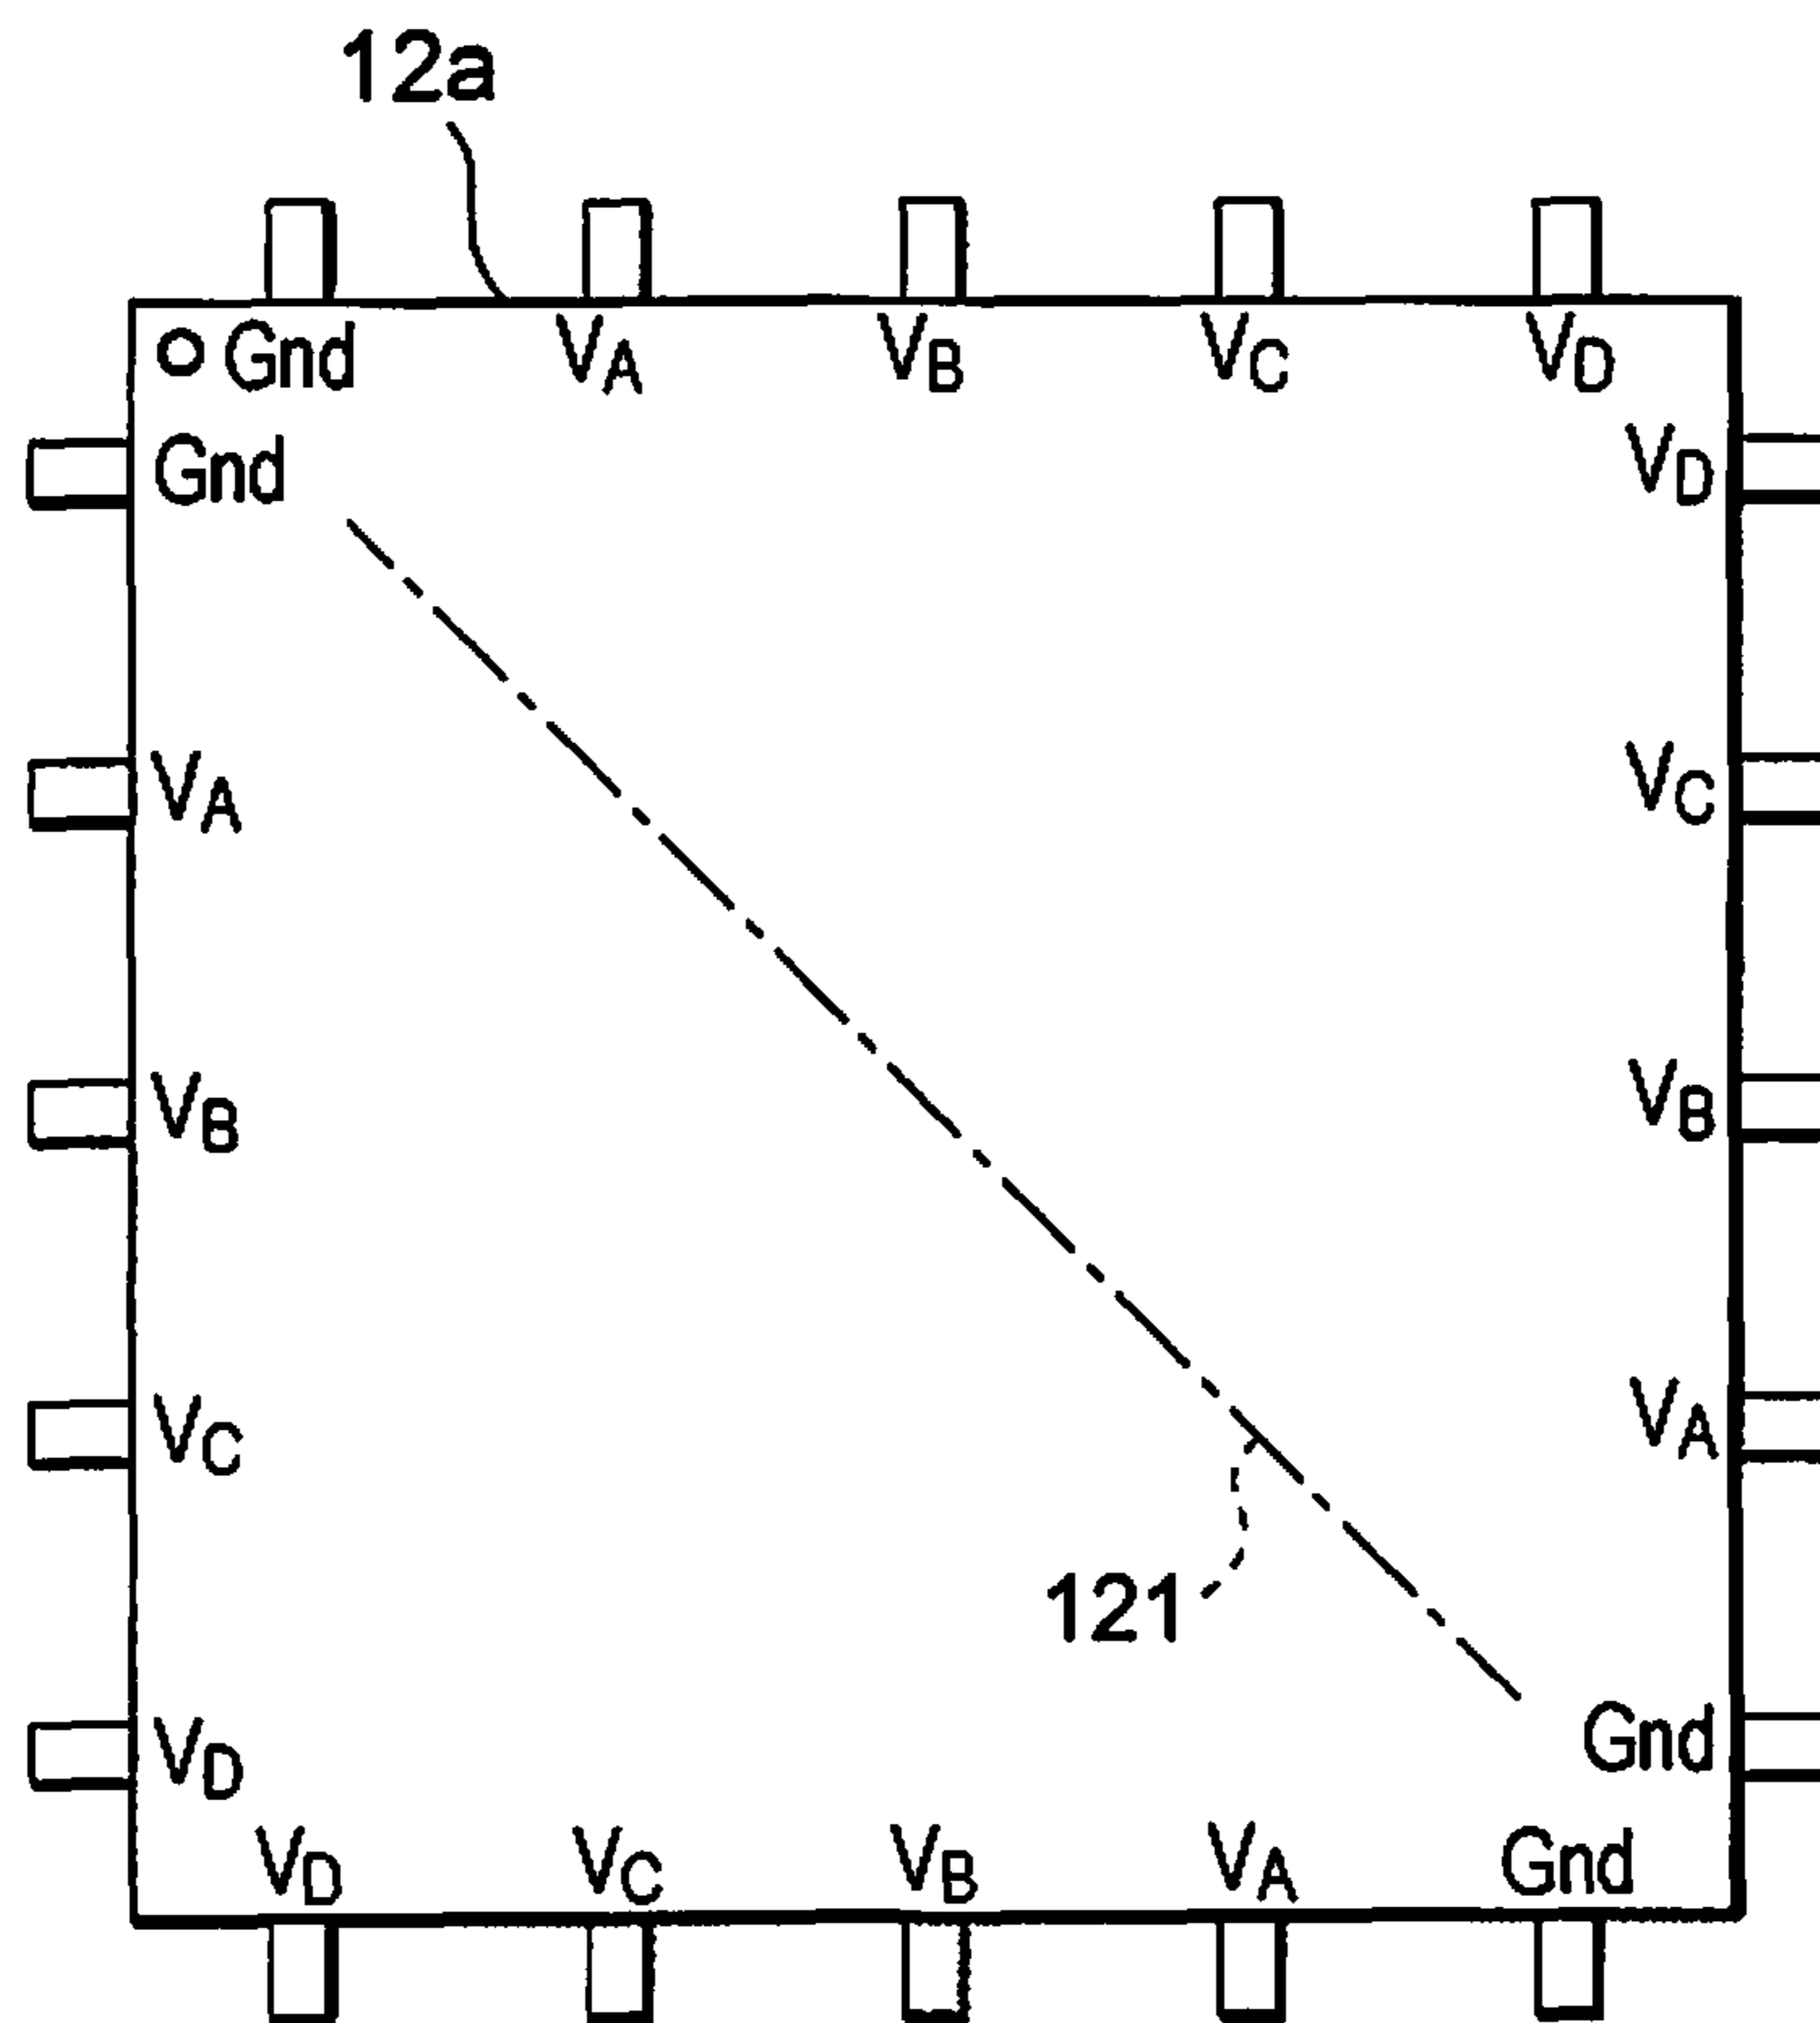 12a
Gnd VA VB VC VD
Gnd VD
VA VC
VB VB
VC VA
121
VD Gnd
VD VC VB VA Gnd